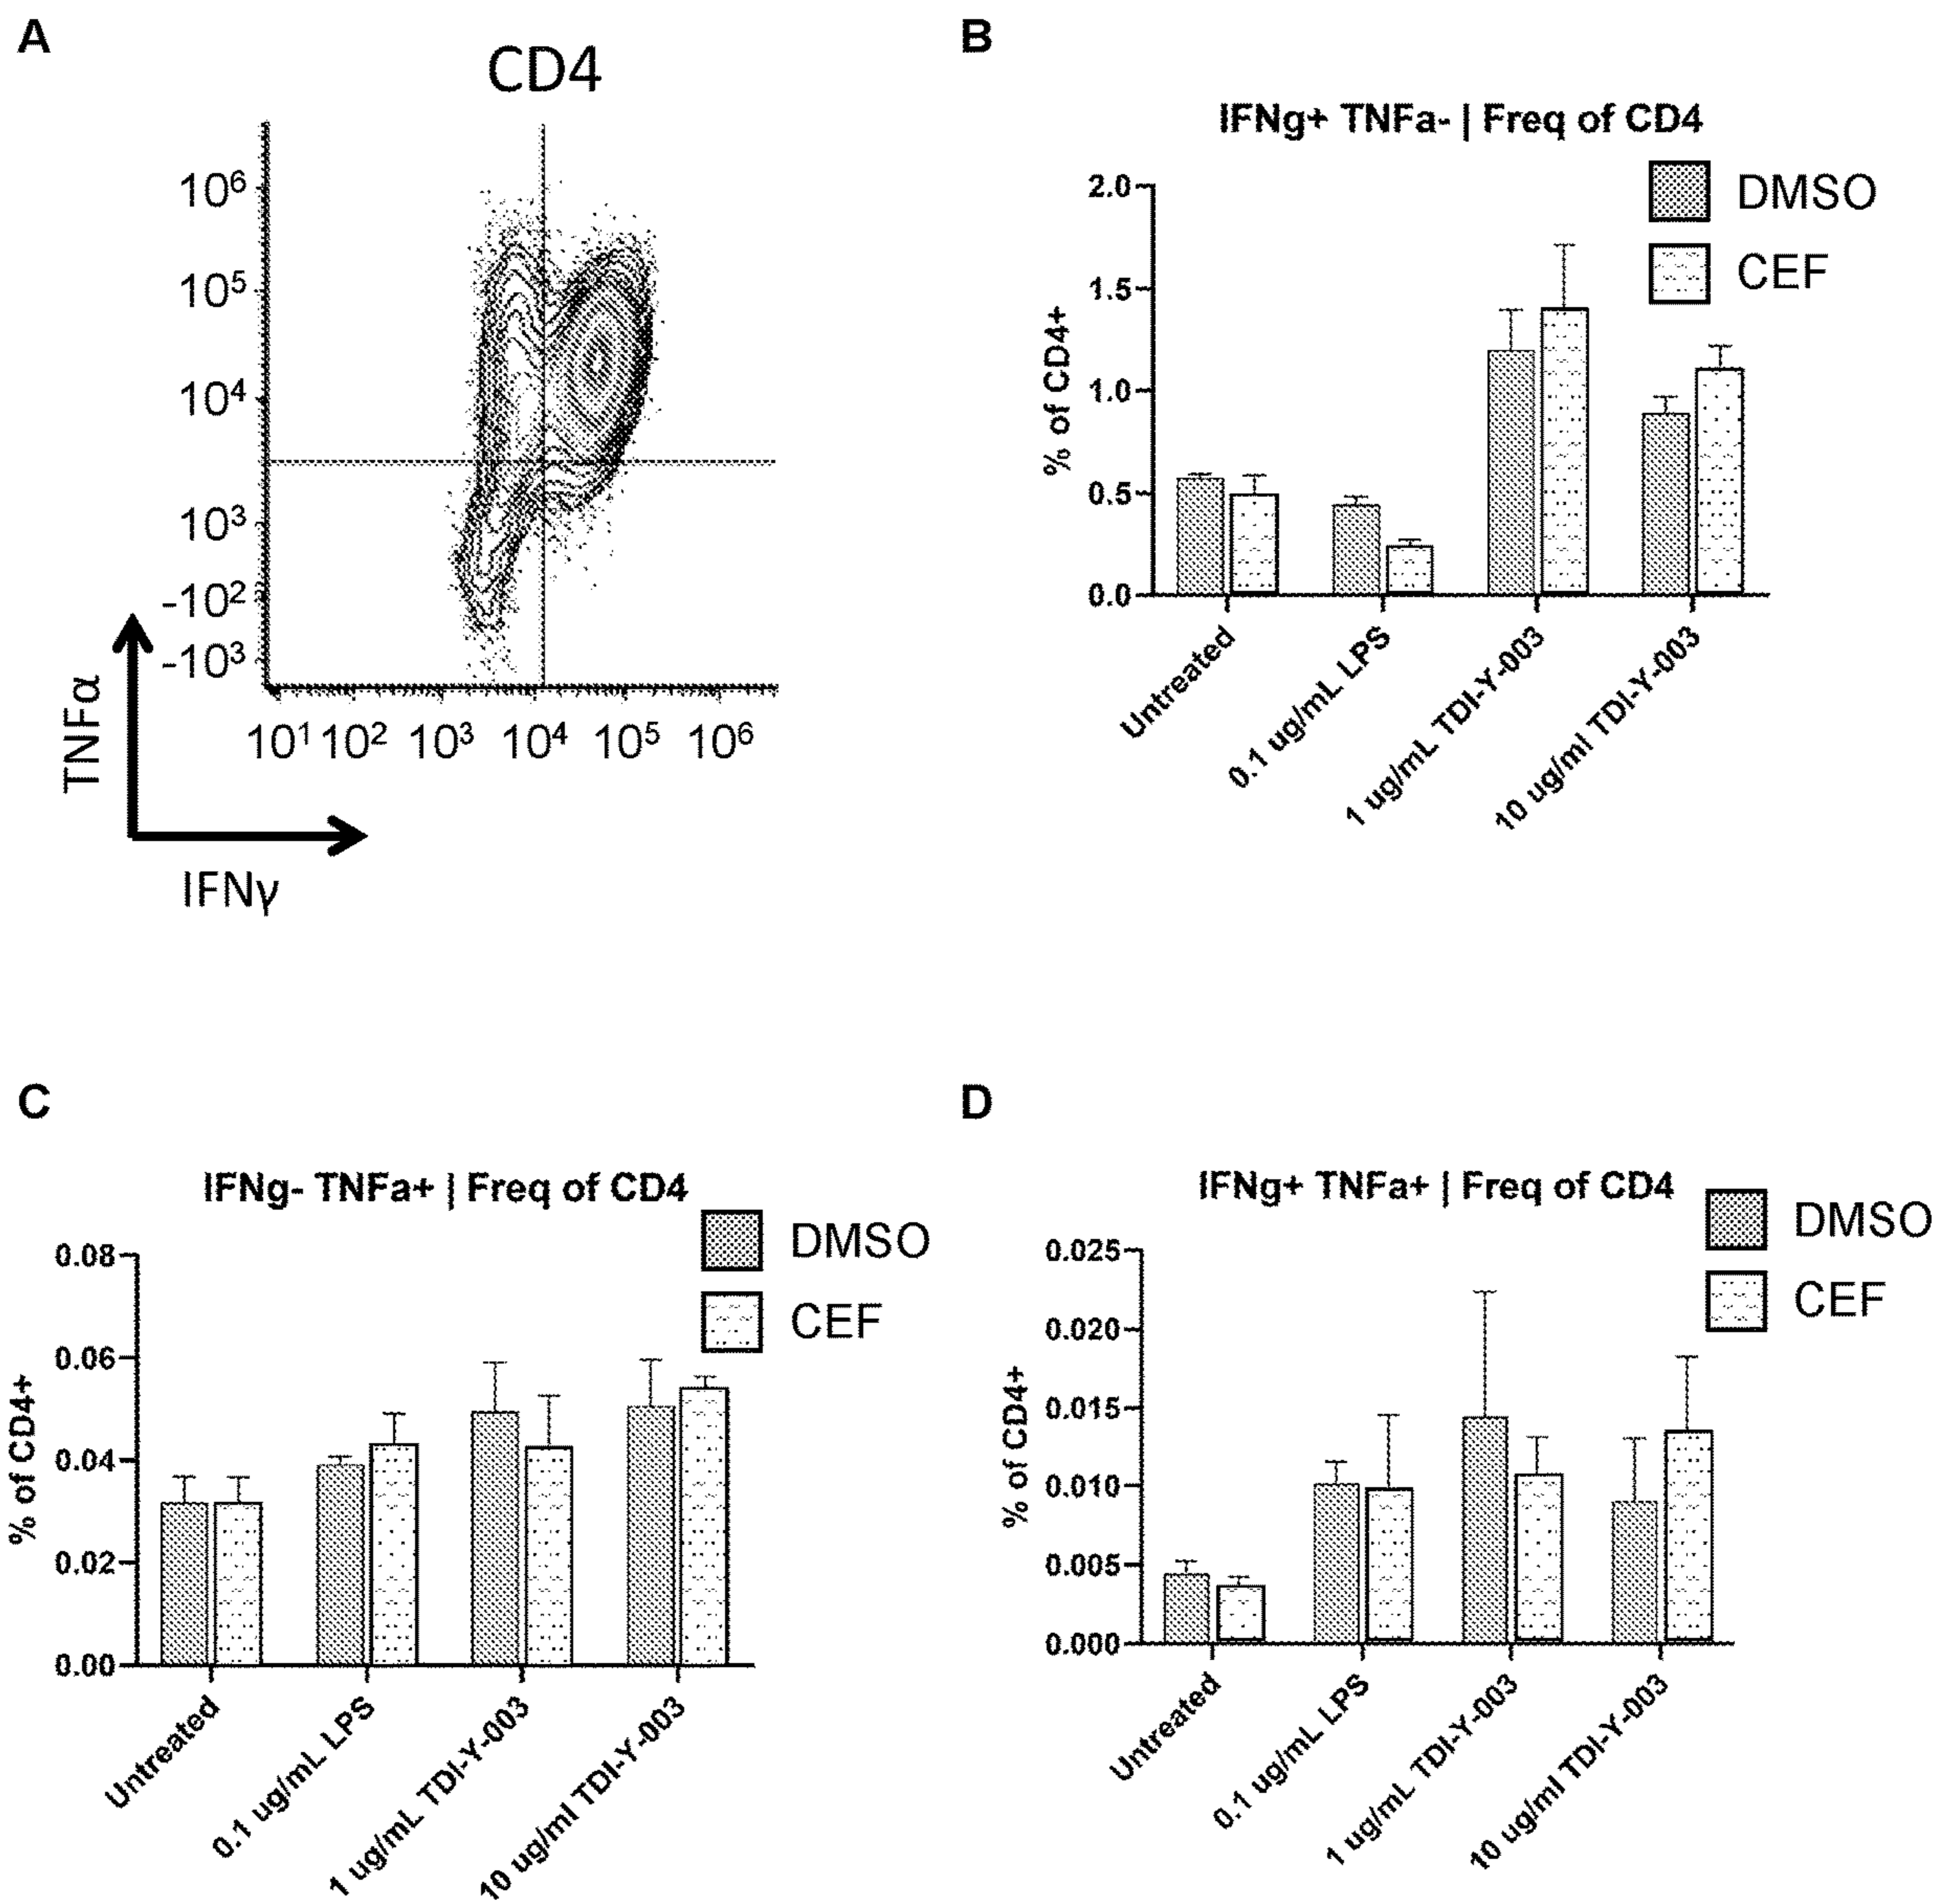 A
CD4
10⁶
10⁵
10⁴
10³
-10²
-10³
10¹ 10² 10³ 10⁴ 10⁵ 10⁶
TNFα
IFNγ
B
IFNg+ TNFa- | Freq of CD4
DMSO
CEF
% of CD4+
2.0
1.5
1.0
0.5
0.0
Untreated
0.1 ug/mL LPS
1 ug/mL TDI-Y-003
10 ug/ml TDI-Y-003
C
IFNg- TNFa+ | Freq of CD4
DMSO
CEF
% of CD4+
0.08
0.06
0.04
0.02
0.00
Untreated
0.1 ug/mL LPS
1 ug/mL TDI-Y-003
10 ug/ml TDI-Y-003
D
IFNg+ TNFa+ | Freq of CD4
DMSO
CEF
% of CD4+
0.025
0.020
0.015
0.010
0.005
0.000
Untreated
0.1 ug/mL LPS
1 ug/mL TDI-Y-003
10 ug/ml TDI-Y-003